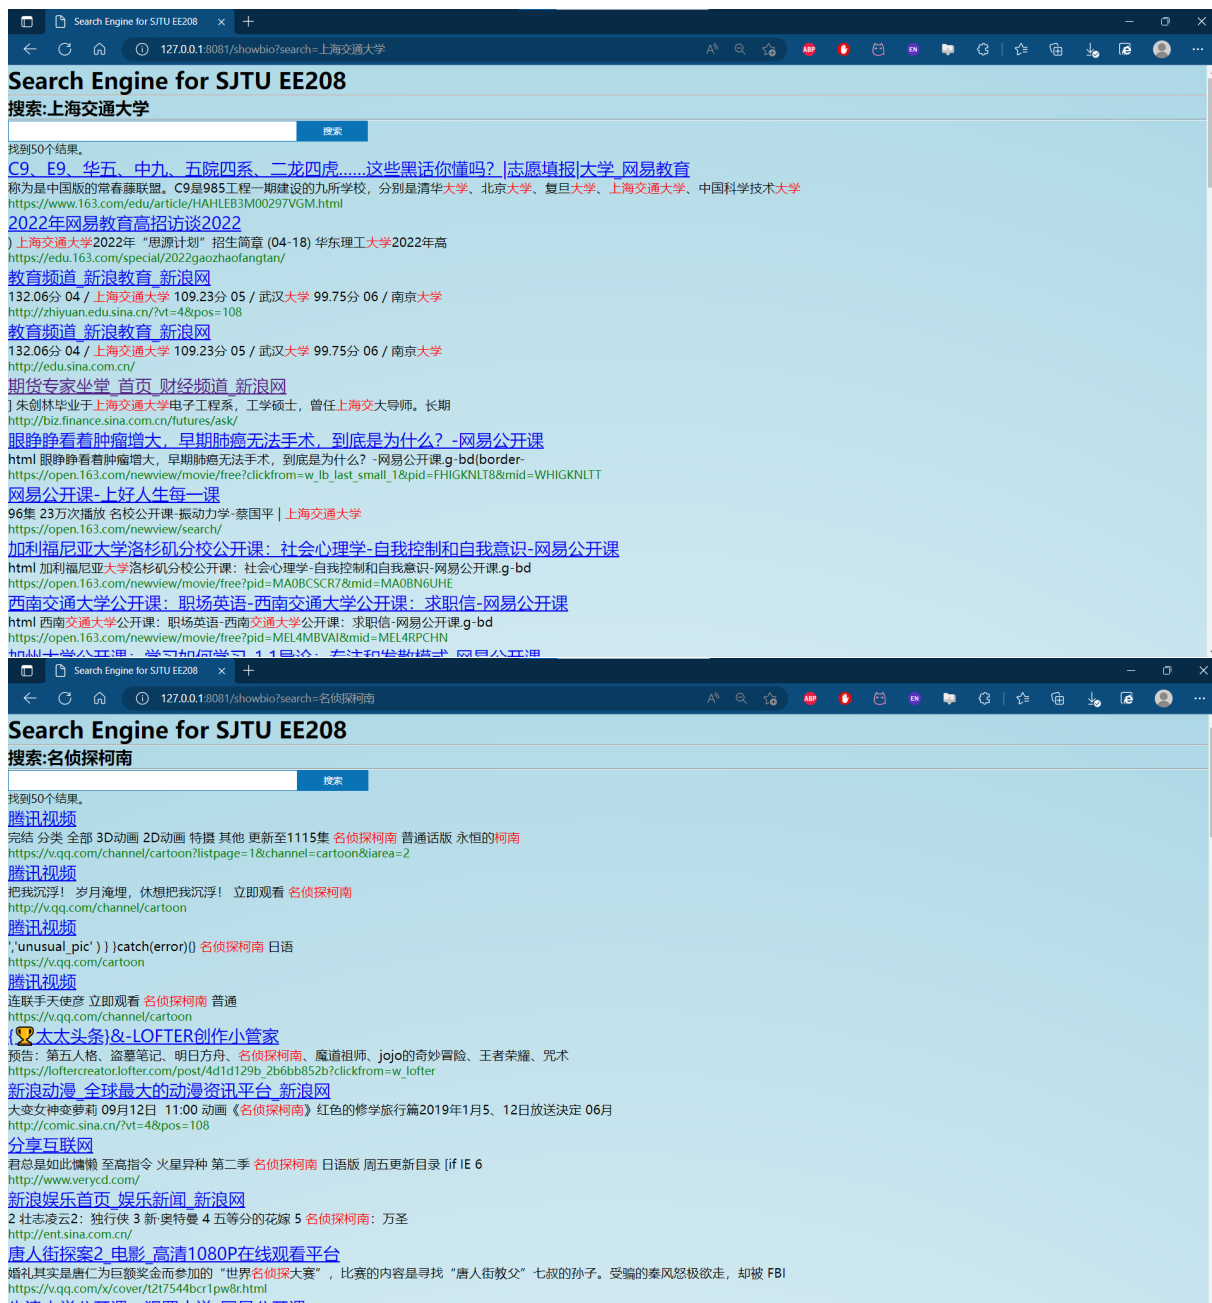 Search Engine for SJTU EE208
127.0.0.1:8081/showbio?search=上海交通大学
Search Engine for SJTU EE208
搜索:上海交通大学
搜索
找到50个结果。
C9、E9、华五、中九、五院四系、二龙四虎......这些黑话你懂吗？|志愿填报|大学_网易教育
称为是中国版的常春藤联盟。C9是985工程一期建设的九所学校，分别是清华大学、北京大学、复旦大学、上海交通大学、中国科学技术大学
https://www.163.com/edu/article/HAHLEB3M00297VGM.html
2022年网易教育高招访谈2022
) 上海交通大学2022年“思源计划”招生简章 (04-18) 华东理工大学2022年高
https://edu.163.com/special/2022gaozhaofangtan/
教育频道_新浪教育_新浪网
132.06分 04 / 上海交通大学 109.23分 05 / 武汉大学 99.75分 06 / 南京大学
http://zhiyuan.edu.sina.cn/?vt=4&pos=108
教育频道_新浪教育_新浪网
132.06分 04 / 上海交通大学 109.23分 05 / 武汉大学 99.75分 06 / 南京大学
http://edu.sina.com.cn/
期货专家坐堂_首页_财经频道_新浪网
] 朱剑林毕业于上海交通大学电子工程系，工学硕士，曾任上海交大导师。长期
http://biz.finance.sina.com.cn/futures/ask/
眼睁睁看着肿瘤增大，早期肺癌无法手术，到底是为什么？-网易公开课
html 眼睁睁看着肿瘤增大，早期肺癌无法手术，到底是为什么？-网易公开课.g-bd{border-
https://open.163.com/newview/movie/free?clickfrom=w_lb_last_small_1&pid=FHIGKNLT8&mid=WHIGKNLTT
网易公开课-上好人生每一课
96集 23万次播放 名校公开课-振动力学-蔡国平 | 上海交通大学
https://open.163.com/newview/search/
加利福尼亚大学洛杉矶分校公开课：社会心理学-自我控制和自我意识-网易公开课
html 加利福尼亚大学洛杉矶分校公开课：社会心理学-自我控制和自我意识-网易公开课.g-bd
https://open.163.com/newview/movie/free?pid=MA0BCSCR7&mid=MA0BN6UHE
西南交通大学公开课：职场英语-西南交通大学公开课：求职信-网易公开课
html 西南交通大学公开课：职场英语-西南交通大学公开课：求职信-网易公开课.g-bd
https://open.163.com/newview/movie/free?pid=MEL4MBVAI&mid=MEL4RPCHN
加州大学公开课：学习如何学习-1.1导论：专注和发散模式-网易公开课
Search Engine for SJTU EE208
127.0.0.1:8081/showbio?search=名侦探柯南
Search Engine for SJTU EE208
搜索:名侦探柯南
搜索
找到50个结果。
腾讯视频
完结 分类 全部 3D动画 2D动画 特摄 其他 更新至1115集 名侦探柯南 普通话版 永恒的柯南
https://v.qq.com/channel/cartoon?listpage=1&channel=cartoon&iarea=2
腾讯视频
把我沉浮！ 岁月淹埋，休想把我沉浮！ 立即观看 名侦探柯南
http://v.qq.com/channel/cartoon
腾讯视频
','unusual_pic' ) } }catch(error){} 名侦探柯南 日语
https://v.qq.com/cartoon
腾讯视频
连联手天使彦 立即观看 名侦探柯南 普通
https://v.qq.com/channel/cartoon
{🏆太太头条}&-LOFTER创作小管家
预告：第五人格、盗墓笔记、明日方舟、名侦探柯南、魔道祖师、jojo的奇妙冒险、王者荣耀、咒术
https://loftercreator.lofter.com/post/4d1d129b_2b6bb852b?clickfrom=w_lofter
新浪动漫_全球最大的动漫资讯平台_新浪网
大变女神变萝莉 09月12日 11:00 动画《名侦探柯南》红色的修学旅行篇2019年1月5、12日放送决定 06月
http://comic.sina.cn/?vt=4&pos=108
分享互联网
君总是如此慵懒 至高指令 火星异种 第二季 名侦探柯南 日语版 周五更新目录 [if IE 6
http://www.verycd.com/
新浪娱乐首页_娱乐新闻_新浪网
2 壮志凌云2：独行侠 3 新·奥特曼 4 五等分的花嫁 5 名侦探柯南：万圣
http://ent.sina.com.cn/
唐人街探案2_电影_高清1080P在线观看平台
婚礼其实是唐仁为巨额奖金而参加的“世界名侦探大赛”，比赛的内容是寻找“唐人街教父”七叔的孙子。受骗的秦风怒极欲走，却被 FBI
https://v.qq.com/x/cover/t2t7544bcr1pw8r.html